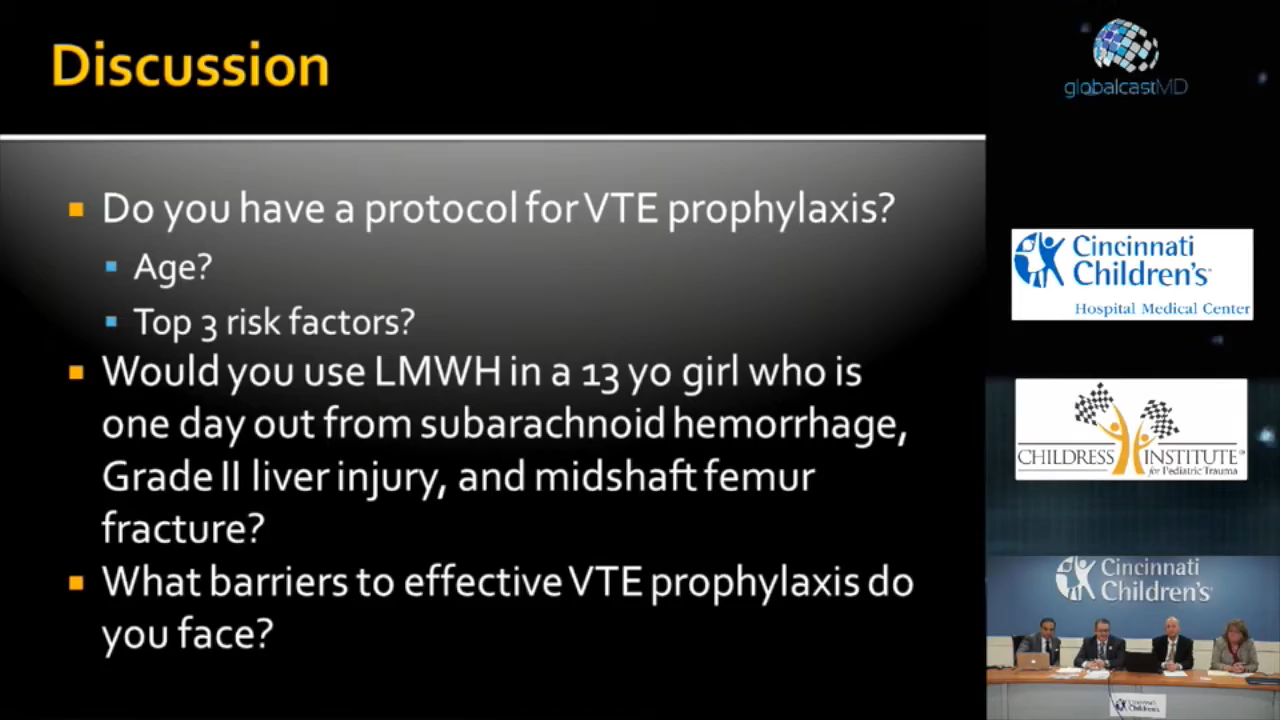 Discussion
Do you have a protocol for VTE prophylaxis?
Age?
Top 3 risk factors?
Would you use LMWH in a 13 yo girl who is
one day out from subarachnoid hemorrhage,
Grade II liver injury, and midshaft femur
fracture?
What barriers to effective VTE prophylaxis do
you face?
globalcastMD
Cincinnati
Children's
Hospital Medical Center
CHILDRESS INSTITUTE
for Pediatric Trauma
Cincinnati
Children's
Cincinnati
Children's